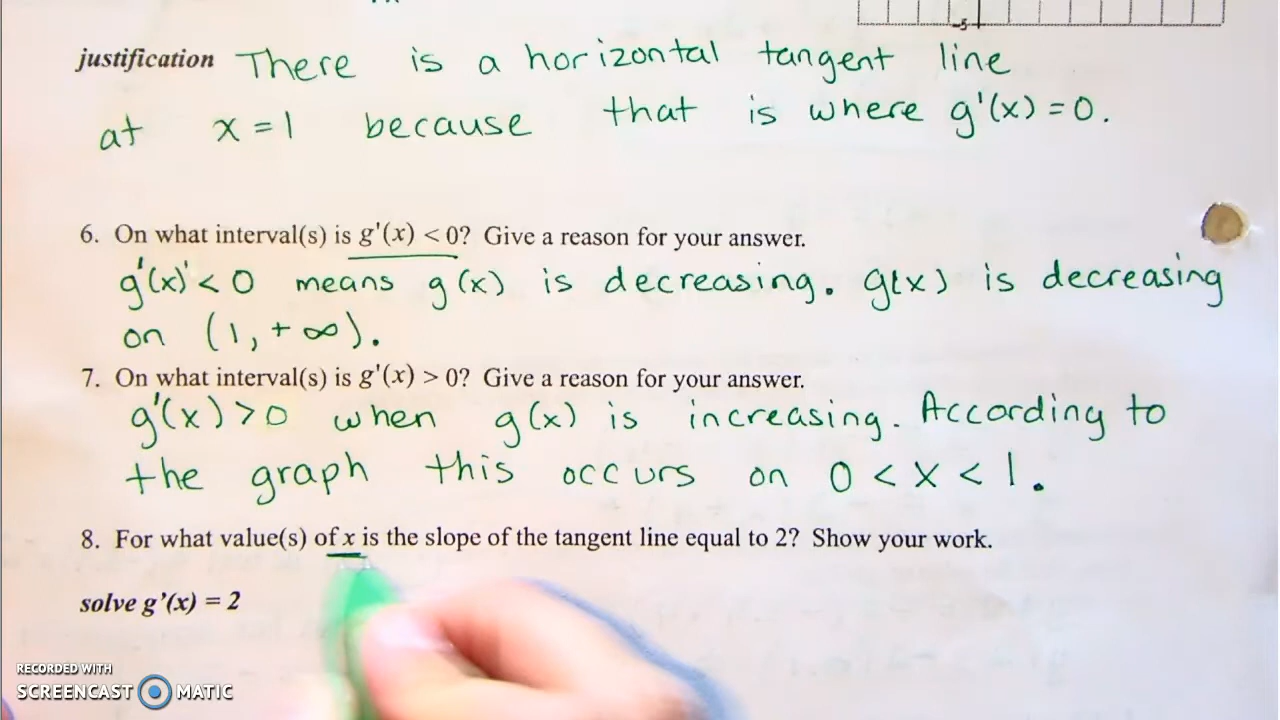 -5
justification There is a horizontal tangent line
at x = 1 because that is where g'(x) = 0.
6. On what interval(s) is g'(x) < 0? Give a reason for your answer.
g'(x) < 0 means g(x) is decreasing. g(x) is decreasing
on (1, +∞).
7. On what interval(s) is g'(x) > 0? Give a reason for your answer.
g'(x) > 0 when g(x) is increasing. According to
the graph this occurs on 0 < x < 1.
8. For what value(s) of x is the slope of the tangent line equal to 2? Show your work.
solve g'(x) = 2
RECORDED WITH
SCREENCAST MATIC